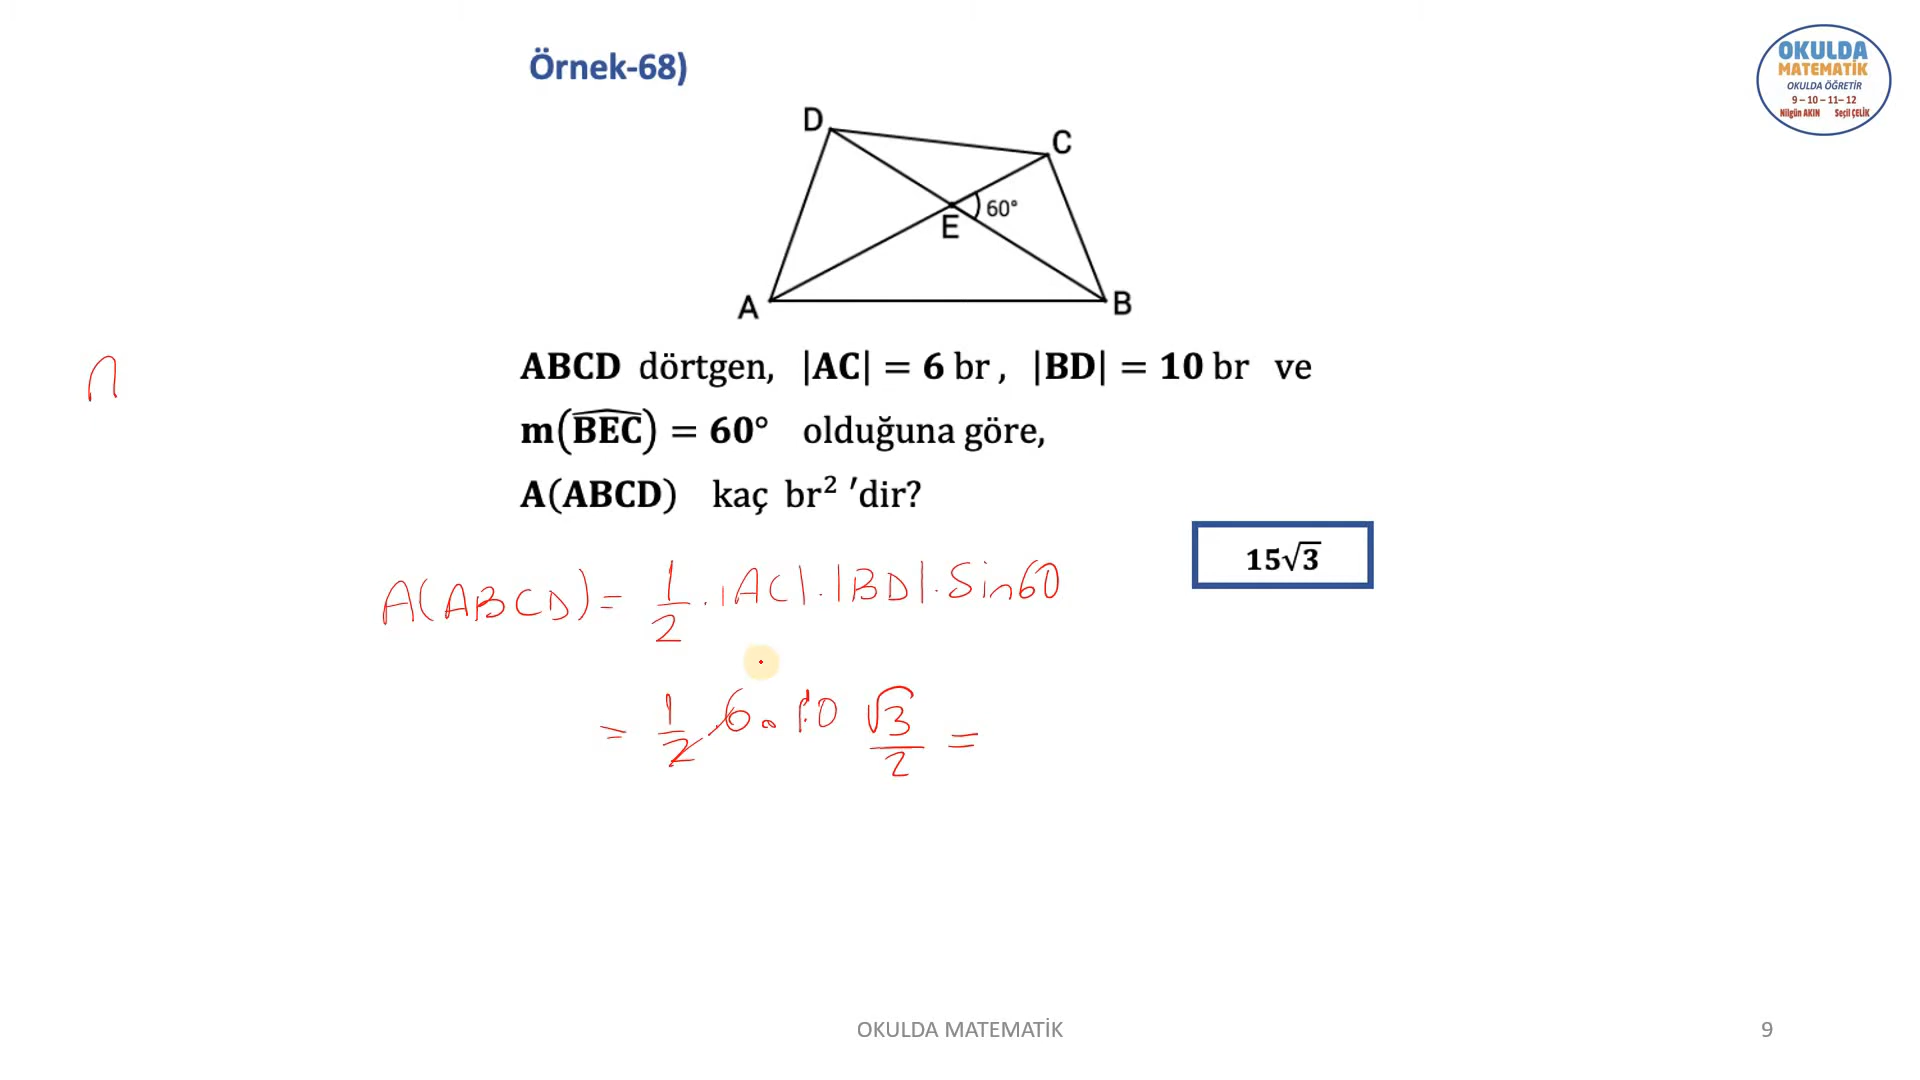 Örnek-68)
OKULDA
MATEMATİK
OKULDA ÖĞRETİR
9 – 10 – 11– 12
Nilgün AKIN Seçil ÇELİK
D
C
60°
E
A
B
ABCD dörtgen, |AC| = 6 br , |BD| = 10 br ve
m(BEC) = 60° olduğuna göre,
A(ABCD) kaç br² ′dir?
15√3
A(ABCD) = 1/2 . |AC| . |BD| . Sin60
= 1/2 . 6 . 10 √3/2 =
OKULDA MATEMATİK
9